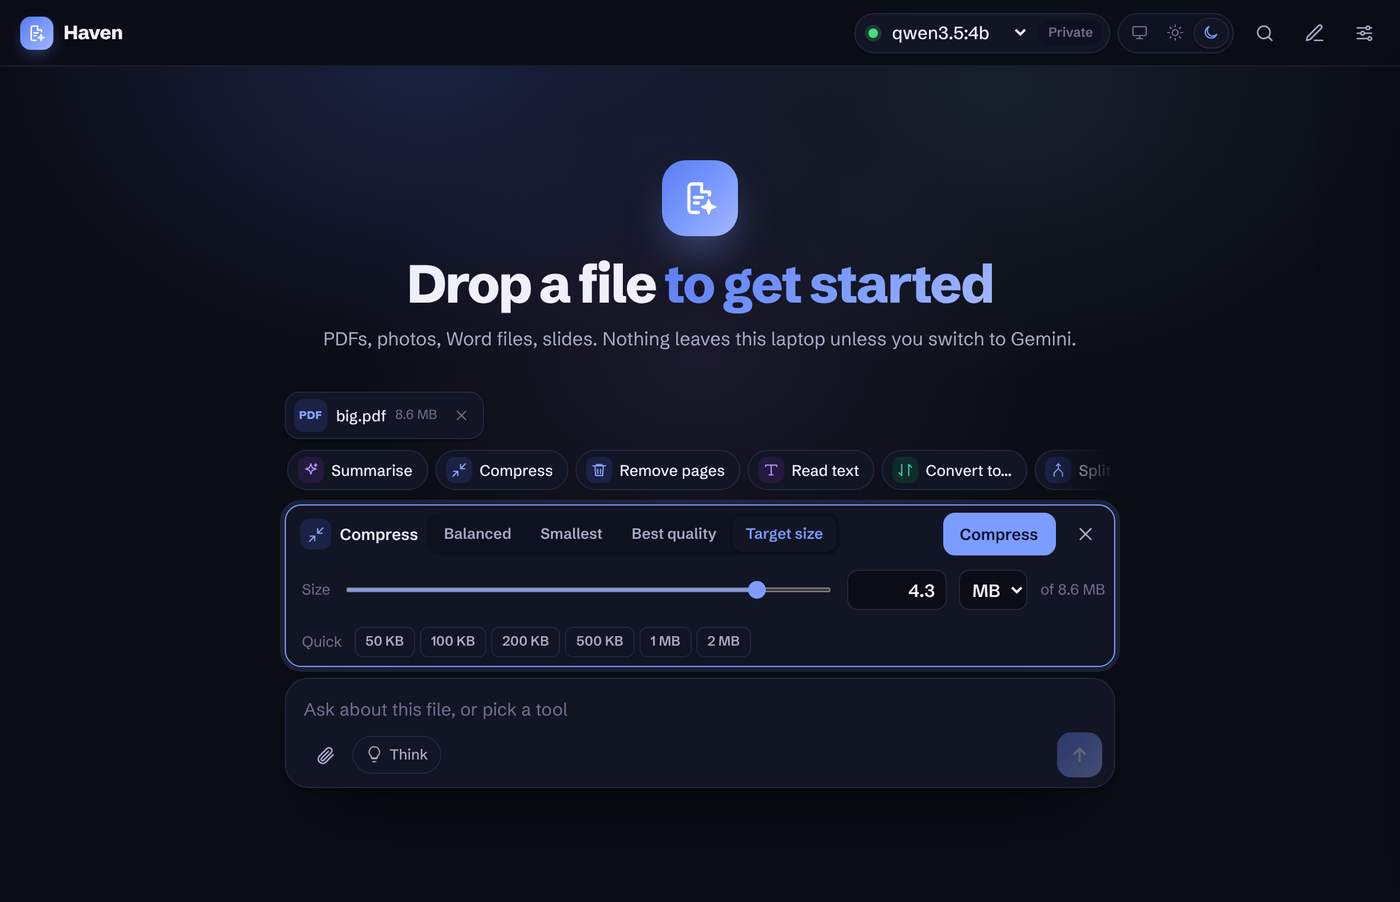 Haven
qwen3.5:4b Private
Drop a file to get started
PDFs, photos, Word files, slides. Nothing leaves this laptop unless you switch to Gemini.
PDF big.pdf 8.6 MB
Summarise Compress Remove pages Read text Convert to... Split
Compress Balanced Smallest Best quality Target size Compress
Size 4.3 MB of 8.6 MB
Quick 50 KB 100 KB 200 KB 500 KB 1 MB 2 MB
Ask about this file, or pick a tool
Think